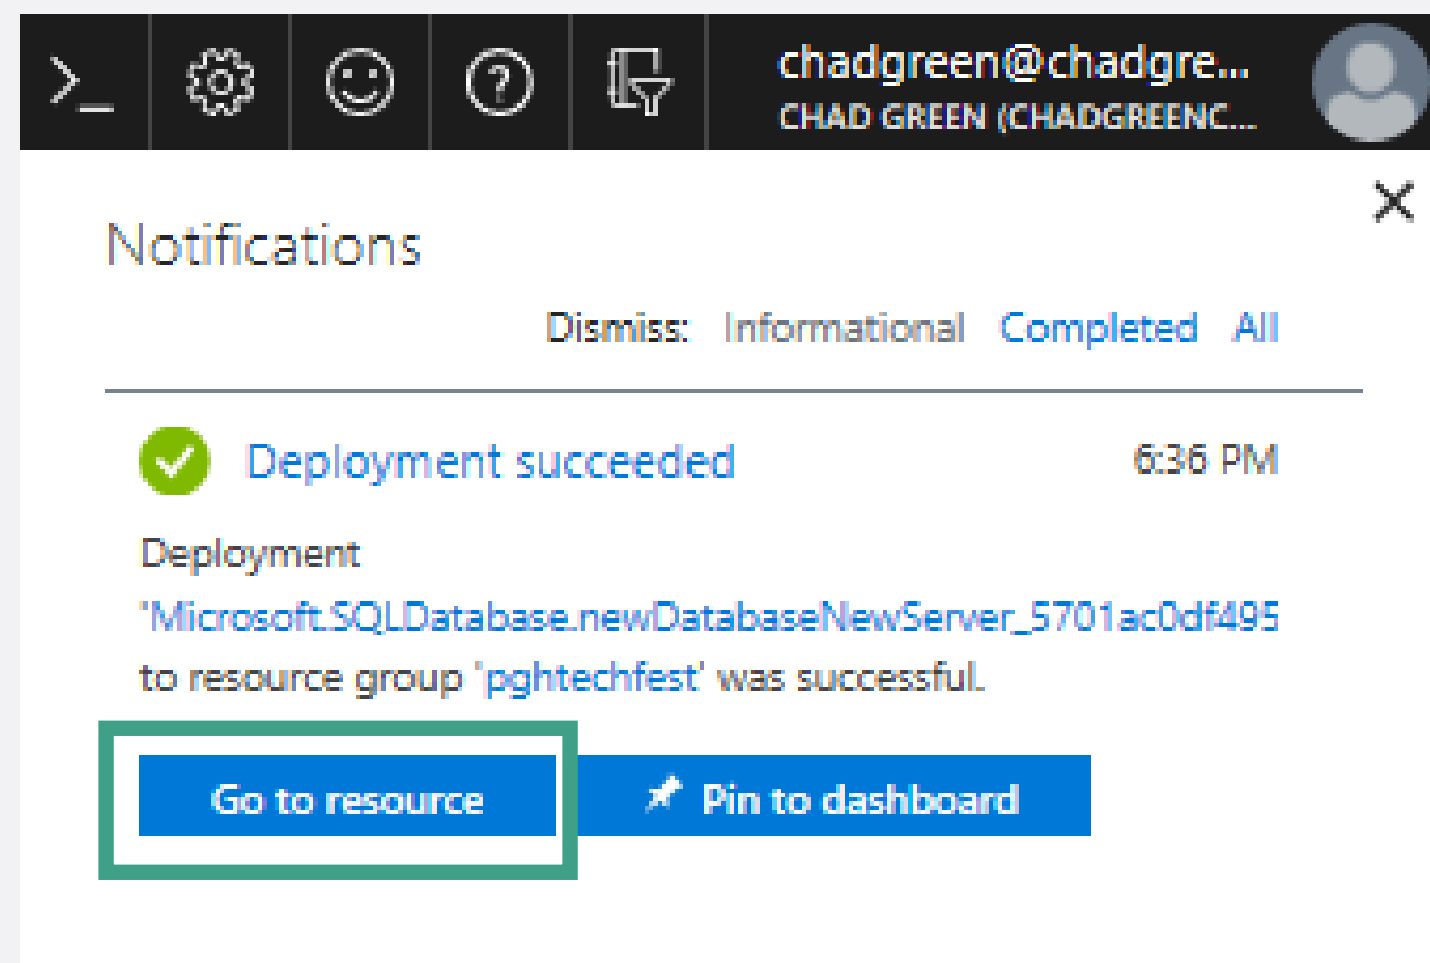 chadgreen@chadgre...
CHAD GREEN (CHADGREENC...
Notifications
Dismiss: Informational Completed All
Deployment succeeded 6:36 PM
Deployment
'Microsoft.SQLDatabase.newDatabaseNewServer_5701ac0df495
to resource group 'pghtechfest' was successful.
Go to resource Pin to dashboard